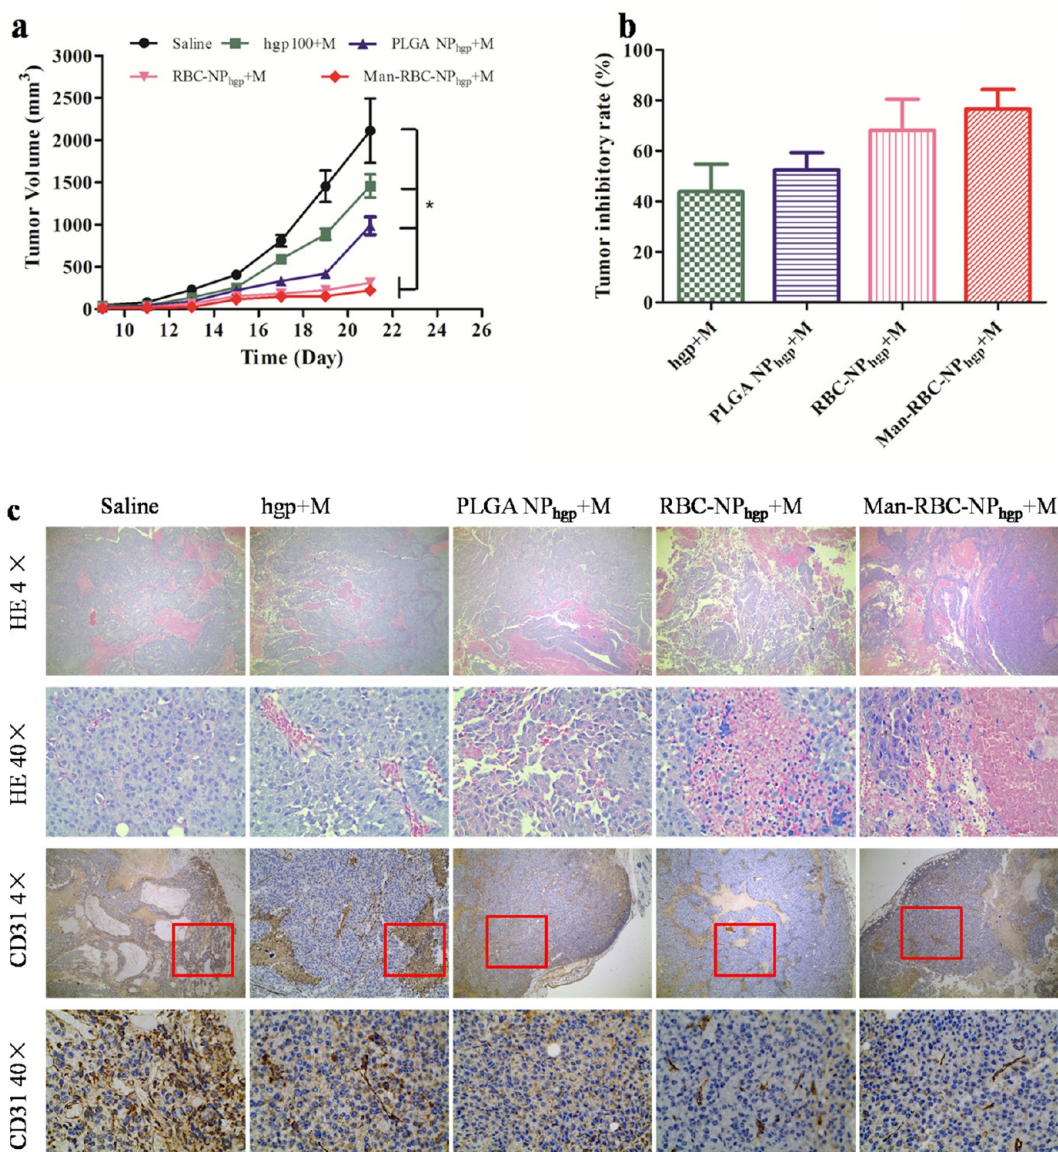 a
Saline hgp100+M PLGA NPhgp+M
RBC-NPhgp+M Man-RBC-NPhgp+M
Tumor Volume (mm3)
3000
2500
2000
1500
1000
500
0
*
10 12 14 16 18 20 22 24 26
Time (Day)
b
Tumor inhibitory rate (%)
100
80
60
40
20
0
hgp+M
PLGA NPhgp+M
RBC-NPhgp+M
Man-RBC-NPhgp+M
c
Saline hgp+M PLGA NPhgp+M RBC-NPhgp+M Man-RBC-NPhgp+M
HE 4×
HE 40×
CD31 4×
CD31 40×